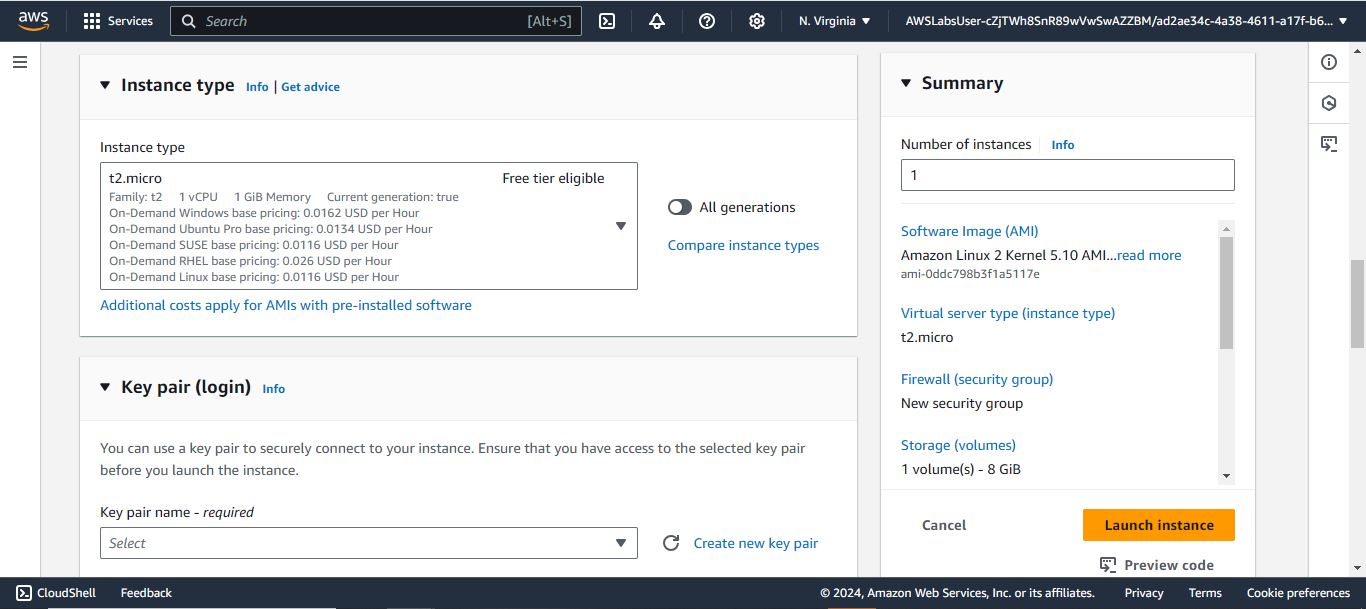 aws
Services
Search [Alt+S]
N. Virginia
AWSLabsUser-cZjTWh8SnR89wVwSwAZZBM/ad2ae34c-4a38-4611-a17f-b6...
Instance type Info | Get advice
Instance type
t2.micro Free tier eligible
Family: t2 1 vCPU 1 GiB Memory Current generation: true
On-Demand Windows base pricing: 0.0162 USD per Hour
On-Demand Ubuntu Pro base pricing: 0.0134 USD per Hour
On-Demand SUSE base pricing: 0.0116 USD per Hour
On-Demand RHEL base pricing: 0.026 USD per Hour
On-Demand Linux base pricing: 0.0116 USD per Hour
All generations
Compare instance types
Additional costs apply for AMIs with pre-installed software
Key pair (login) Info
You can use a key pair to securely connect to your instance. Ensure that you have access to the selected key pair
before you launch the instance.
Key pair name - required
Select
Create new key pair
Summary
Number of instances Info
1
Software Image (AMI)
Amazon Linux 2 Kernel 5.10 AMI...read more
ami-0ddc798b3f1a5117e
Virtual server type (instance type)
t2.micro
Firewall (security group)
New security group
Storage (volumes)
1 volume(s) - 8 GiB
Cancel
Launch instance
Preview code
CloudShell
Feedback
© 2024, Amazon Web Services, Inc. or its affiliates.
Privacy
Terms
Cookie preferences